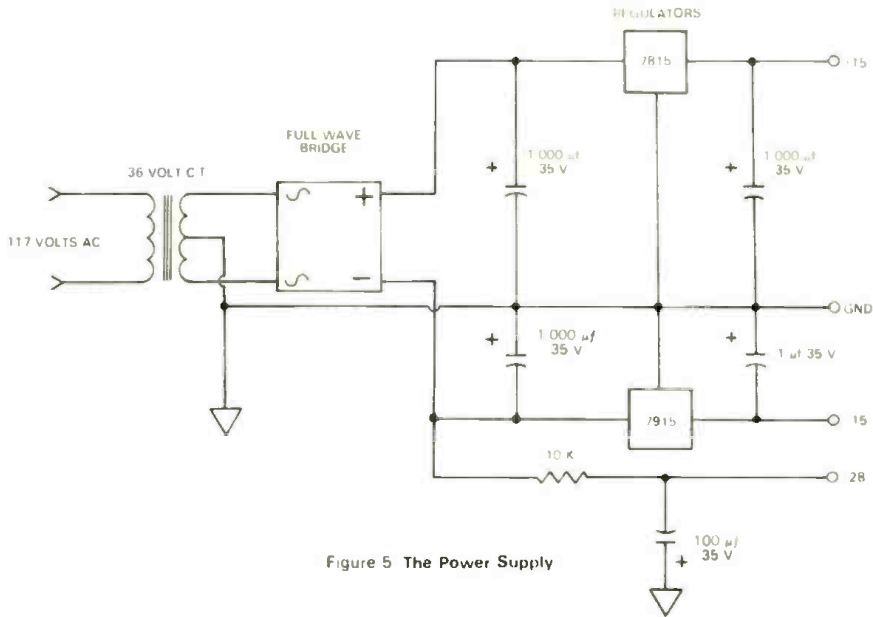 REGULATORS
7815
+15
FULL WAVE
BRIDGE
36 VOLT C T
1 000 µf
35 V
1 000 µf
35 V
+
+
+
117 VOLTS AC
−
GND
+
+
1 000 µf
35 V
1 µf 35 V
7915
15
10 K
28
100 µf
35 V
+
Figure 5 The Power Supply